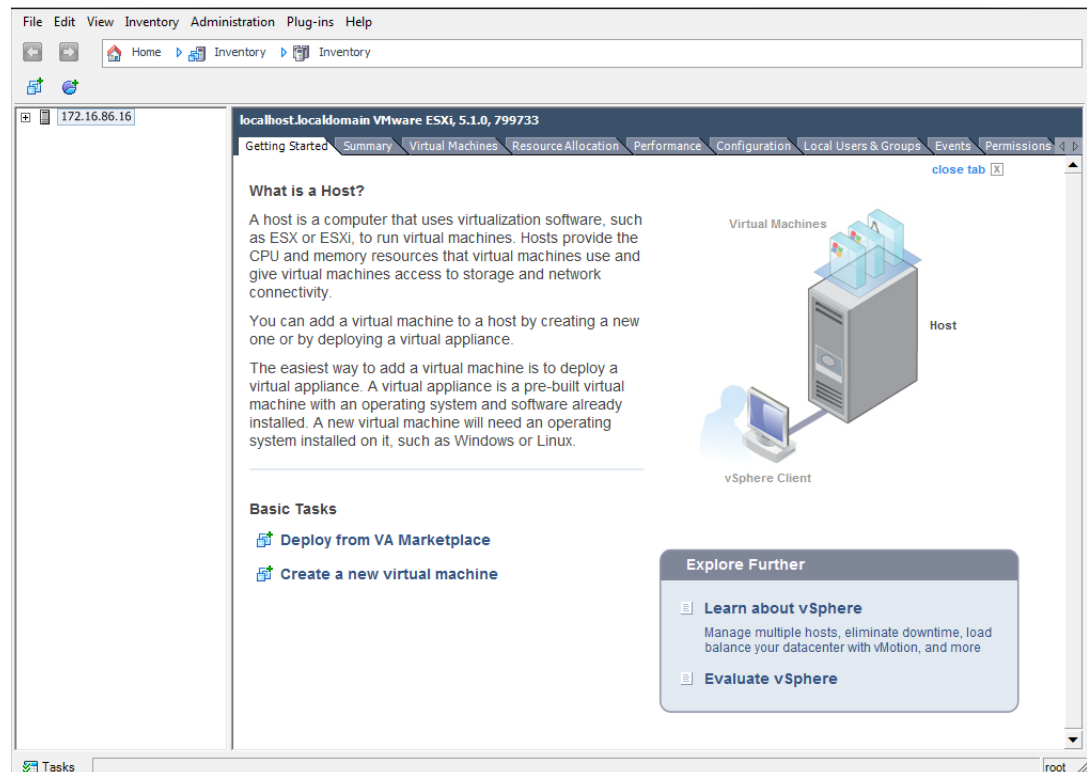 File Edit View Inventory Administration Plug-ins Help
Home Inventory Inventory
172.16.86.16
localhost.localdomain VMware ESXi, 5.1.0, 799733
Getting Started Summary Virtual Machines Resource Allocation Performance Configuration Local Users & Groups Events Permissions
close tab X
What is a Host?
A host is a computer that uses virtualization software, such
as ESX or ESXi, to run virtual machines. Hosts provide the
CPU and memory resources that virtual machines use and
give virtual machines access to storage and network
connectivity.
You can add a virtual machine to a host by creating a new
one or by deploying a virtual appliance.
The easiest way to add a virtual machine is to deploy a
virtual appliance. A virtual appliance is a pre-built virtual
machine with an operating system and software already
installed. A new virtual machine will need an operating
system installed on it, such as Windows or Linux.
Virtual Machines
Host
vSphere Client
Basic Tasks
Deploy from VA Marketplace
Create a new virtual machine
Explore Further
Learn about vSphere
Manage multiple hosts, eliminate downtime, load
balance your datacenter with vMotion, and more
Evaluate vSphere
Tasks
root